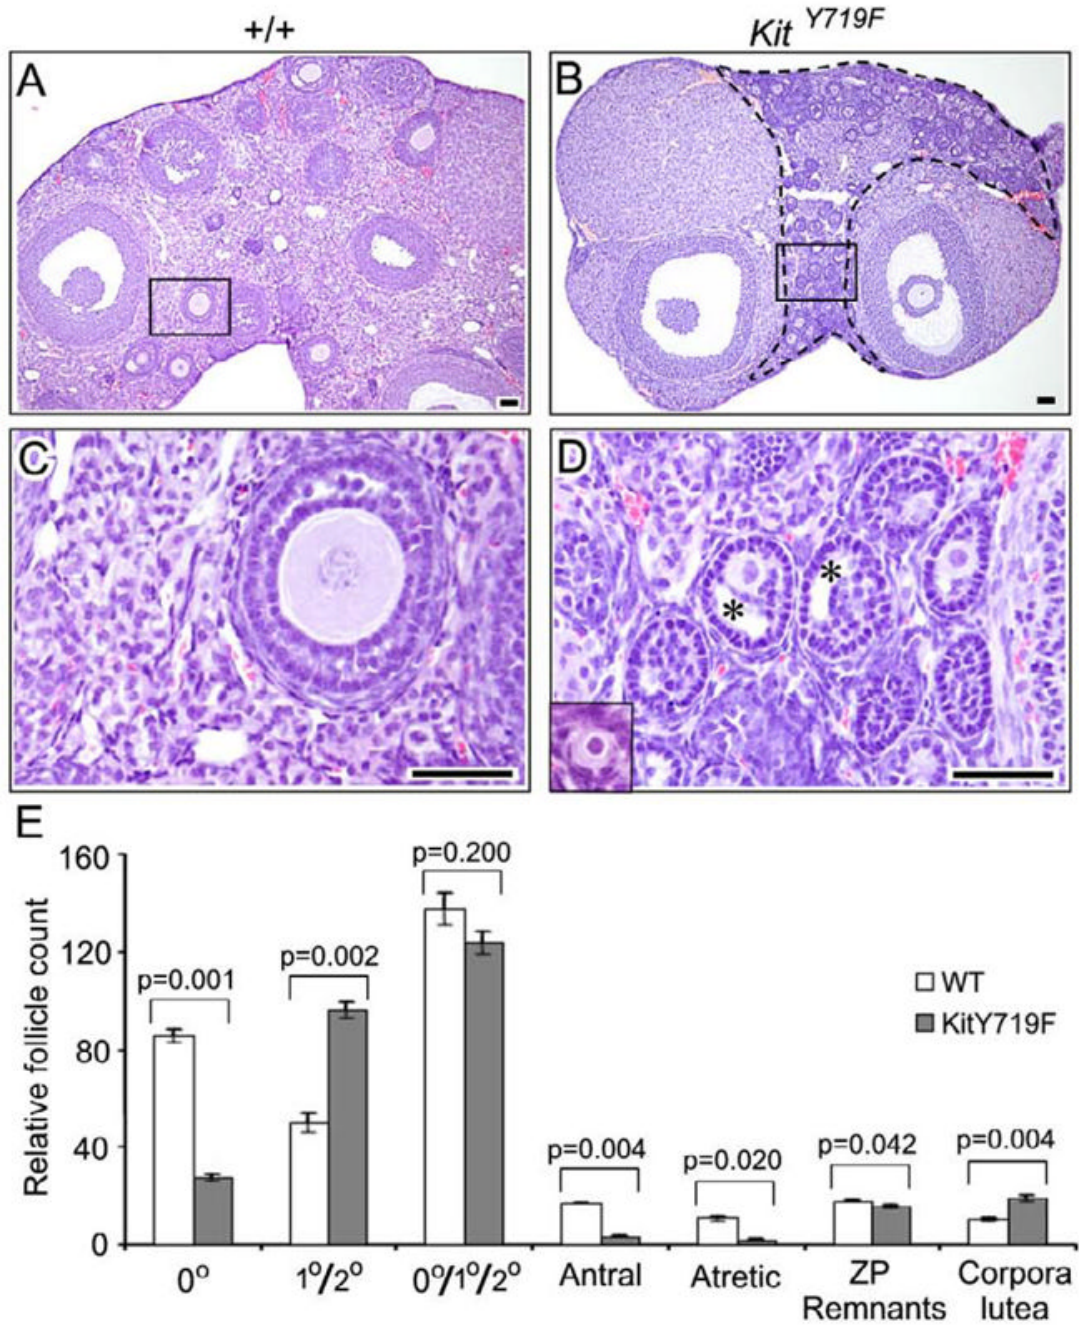 +/+
Kit Y719F
A
B
C
D
*
*
E
Relative follicle count
160
120
80
40
0
p=0.001
p=0.002
p=0.200
p=0.004
p=0.020
p=0.042
p=0.004
WT
KitY719F
0°
1°/2°
0°/1°/2°
Antral
Atretic
ZP
Remnants
Corpora
lutea